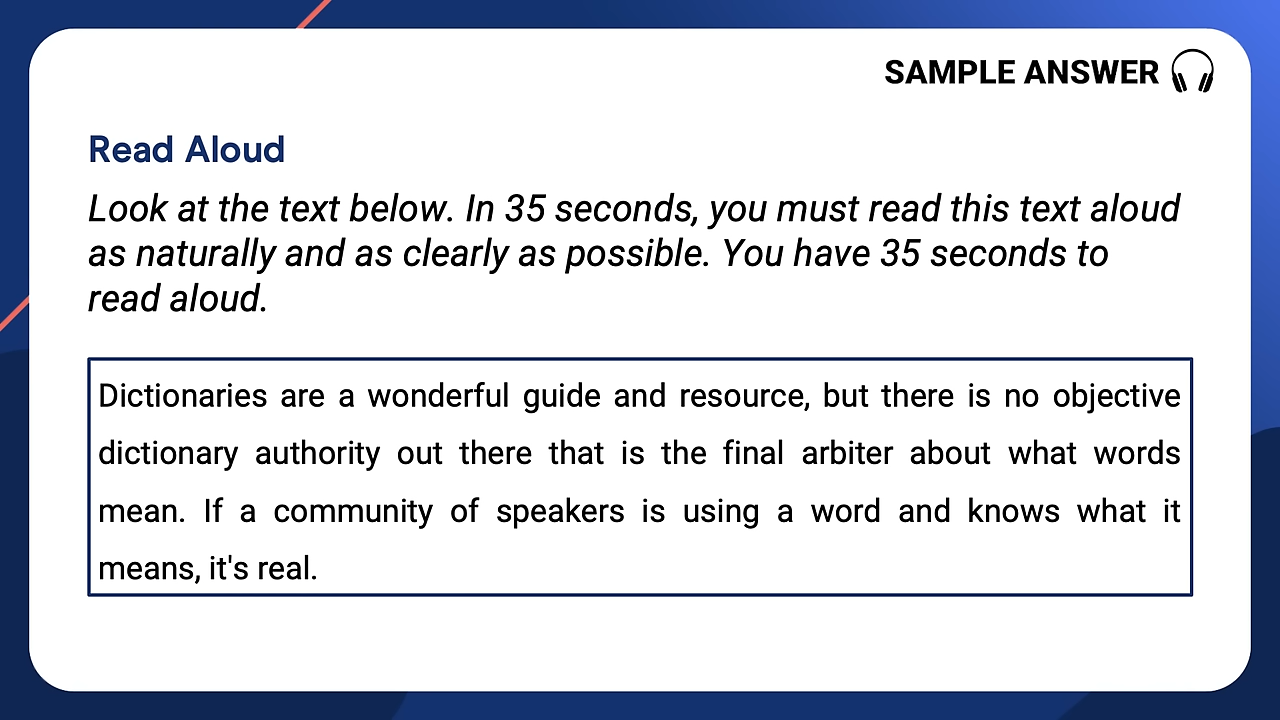 SAMPLE ANSWER
Read Aloud
Look at the text below. In 35 seconds, you must read this text aloud
as naturally and as clearly as possible. You have 35 seconds to
read aloud.
Dictionaries are a wonderful guide and resource, but there is no objective
dictionary authority out there that is the final arbiter about what words
mean. If a community of speakers is using a word and knows what it
means, it's real.